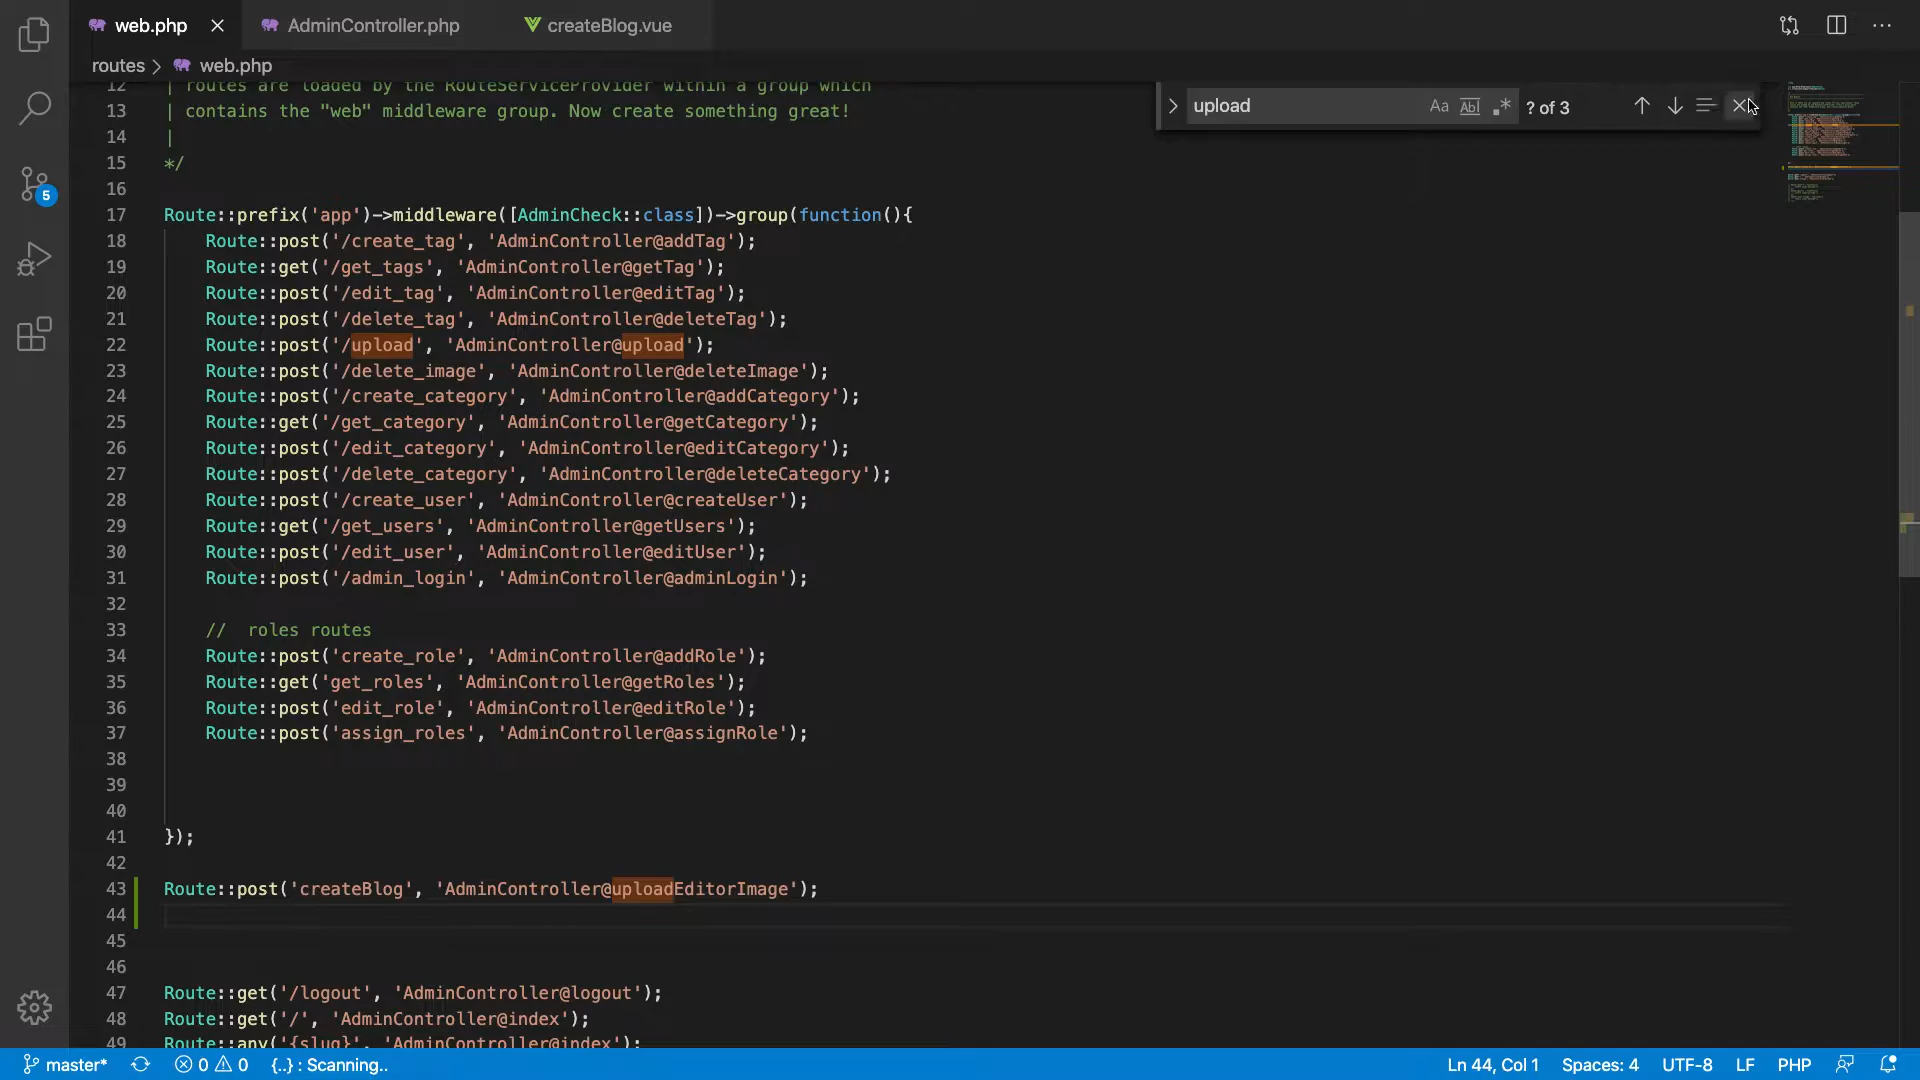 web.php AdminController.php createBlog.vue
routes > web.php
12 | routes are loaded by the RouteServiceProvider within a group which
13 | contains the "web" middleware group. Now create something great!
14 |
15 */
16
17 Route::prefix('app')->middleware([AdminCheck::class])->group(function(){
18 Route::post('/create_tag', 'AdminController@addTag');
19 Route::get('/get_tags', 'AdminController@getTag');
20 Route::post('/edit_tag', 'AdminController@editTag');
21 Route::post('/delete_tag', 'AdminController@deleteTag');
22 Route::post('/upload', 'AdminController@upload');
23 Route::post('/delete_image', 'AdminController@deleteImage');
24 Route::post('/create_category', 'AdminController@addCategory');
25 Route::get('/get_category', 'AdminController@getCategory');
26 Route::post('/edit_category', 'AdminController@editCategory');
27 Route::post('/delete_category', 'AdminController@deleteCategory');
28 Route::post('/create_user', 'AdminController@createUser');
29 Route::get('/get_users', 'AdminController@getUsers');
30 Route::post('/edit_user', 'AdminController@editUser');
31 Route::post('/admin_login', 'AdminController@adminLogin');
32
33 // roles routes
34 Route::post('create_role', 'AdminController@addRole');
35 Route::get('get_roles', 'AdminController@getRoles');
36 Route::post('edit_role', 'AdminController@editRole');
37 Route::post('assign_roles', 'AdminController@assignRole');
38
39
40
41 });
42
43 Route::post('createBlog', 'AdminController@uploadEditorImage');
44
45
46
47 Route::get('/logout', 'AdminController@logout');
48 Route::get('/', 'AdminController@index');
49 Route::any('{slug}', 'AdminController@index');
upload Aa Abl .* ? of 3
5
master* 0 0 {..} : Scanning.. Ln 44, Col 1 Spaces: 4 UTF-8 LF PHP